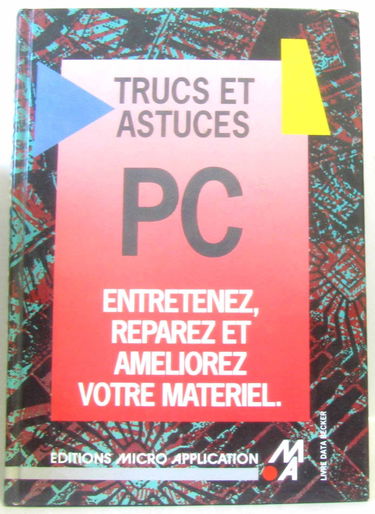 TRUCS ET
ASTUCES
PC
ENTRETENEZ,
REPAREZ ET
AMELIOREZ
VOTRE MATERIEL.
EDITIONS MICRO APPLICATION
MA
LIVRE DATA BECKER